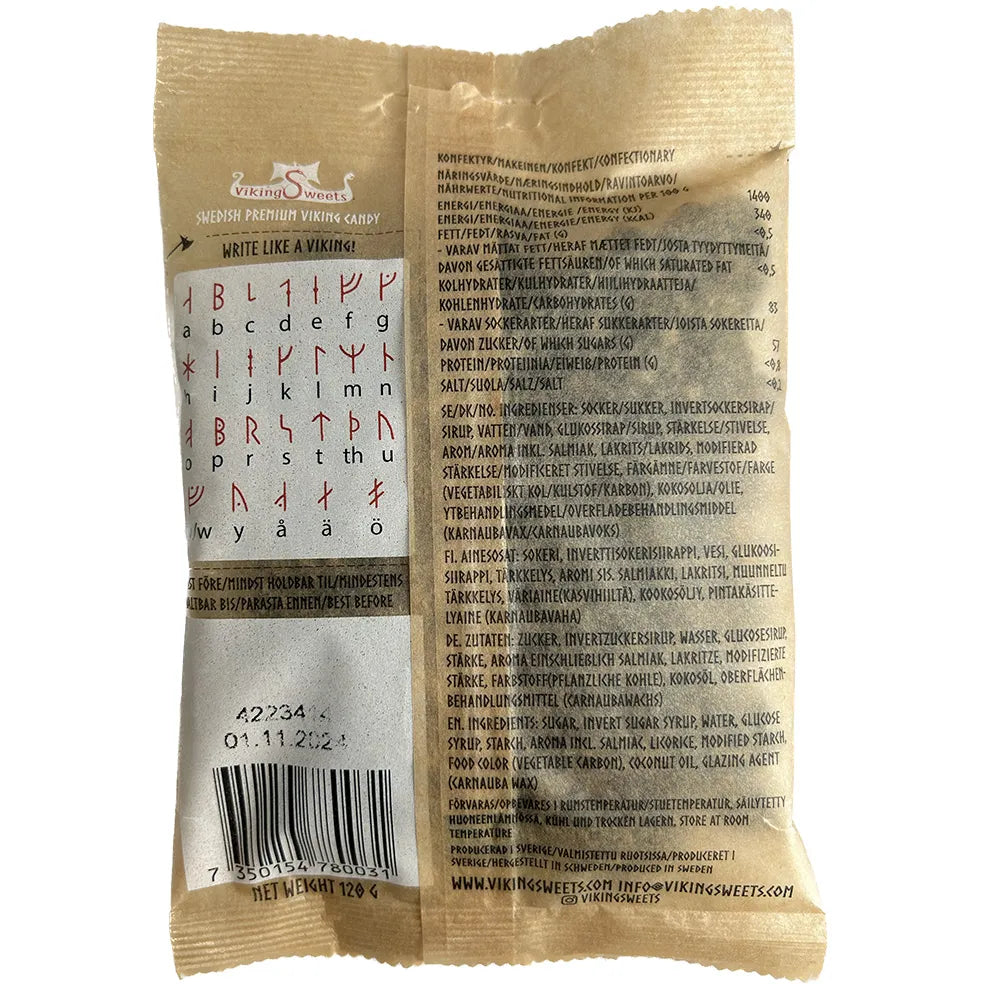 Viking Sweets
SWEDISH PREMIUM VIKING CANDY
WRITE LIKE A VIKING!
a b c d e f g
h i j k l m n
o p r s t th u
/w y å ä ö
FÖRE/MINDST HOLDBAR TIL/MINDESTENS
BIS/PARASTA ENNEN/BEST BEFORE
01.11.2024
7 350154 780031
NET WEIGHT 120 G
KONFEKTYR/MAKEINEN/KONFEKT/CONFECTIONARY
NÄRINGSVÄRDE/NÆRINGSINDHOLD/RAVINTOARVO/
NÄHRWERTE/NUTRITIONAL INFORMATION PER 100 G
ENERGI/ENERGIAA/ENERGIE/ENERGY (KJ) 1400
ENERGI/ENERGIAA/ENERGIE/ENERGY (KCAL) 340
FETT/FEDT/RASVA/FAT (G) <0,5
- VARAV MÄTTAT FETT/HERAF MÆTTET FEDT/JOSTA TYYDYTTYNEITÄ/
DAVON GESÄTTIGTE FETTSÄUREN/OF WHICH SATURATED FAT <0,5
KOLHYDRATER/KULHYDRATER/HIILIHYDRAATTEJA/
KOHLENHYDRATE/CARBOHYDRATES (G) 83
- VARAV SOCKERARTER/HERAF SUKKERARTER/JOISTA SOKEREITA/
DAVON ZUCKER/OF WHICH SUGARS (G) 57
PROTEIN/PROTEIINIA/EIWEIß/PROTEIN (G) <0,8
SALT/SUOLA/SALZ/SALT <0,1
SE/DK/NO. INGREDIENSER: SOCKER/SUKKER, INVERTSOCKERSIRAP/
SIRUP, VATTEN/VAND, GLUKOSSIRAP/SIRUP, STÄRKELSE/STIVELSE,
AROM/AROMA INKL. SALMIAK, LAKRITS/LAKRIDS, MODIFIERAD
STÄRKELSE/MODIFICERET STIVELSE, FÄRGÄMNE/FARVESTOF/FARGE
(VEGETABILISKT KOL/KULSTOF/KARBON), KOKOSOLJA/OLIE,
YTBEHANDLINGSMEDEL/OVERFLADEBEHANDLINGSMIDDEL
(KARNAUBAVAX/CARNAUBAVOKS)
FI. AINESOSAT: SOKERI, INVERTTISOKERISIIRAPPI, VESI, GLUKOOSI-
SIIRAPPI, TÄRKKELYS, AROMI SIS. SALMIAKKI, LAKRITSI, MUUNNELTU
TÄRKKELYS, VÄRIAINE(KASVIHIILTÄ), KOOKOSÖLJY, PINTAKÄSITTE-
LYAINE (KARNAUBAVAHA)
DE. ZUTATEN: ZUCKER, INVERTZUCKERSIRUP, WASSER, GLUCOSESIRUP,
STÄRKE, AROMA EINSCHLIEßLICH SALMIAK, LAKRITZE, MODIFIZIERTE
STÄRKE, FARBSTOFF(PFLANZLICHE KOHLE), KOKOSÖL, OBERFLÄCHEN-
BEHANDLUNGSMITTEL (CARNAUBAWACHS)
EN. INGREDIENTS: SUGAR, INVERT SUGAR SYRUP, WATER, GLUCOSE
SYRUP, STARCH, AROMA INCL. SALMIAC, LICORICE, MODIFIED STARCH,
FOOD COLOR (VEGETABLE CARBON), COCONUT OIL, GLAZING AGENT
(CARNAUBA WAX)
FÖRVARAS/OPBEVARES I RUMSTEMPERATUR/STUETEMPERATUR, SÄILYTETTY
HUONEENLÄMMÖSSA, KÜHL UND TROCKEN LAGERN, STORE AT ROOM
TEMPERATURE
PRODUCERAD I SVERIGE/VALMISTETTU RUOTSISSA/PRODUCERET I
SVERIGE/HERGESTELLT IN SCHWEDEN/PRODUCED IN SWEDEN
WWW.VIKINGSWEETS.COM INFO@VIKINGSWEETS.COM
VIKINGSWEETS